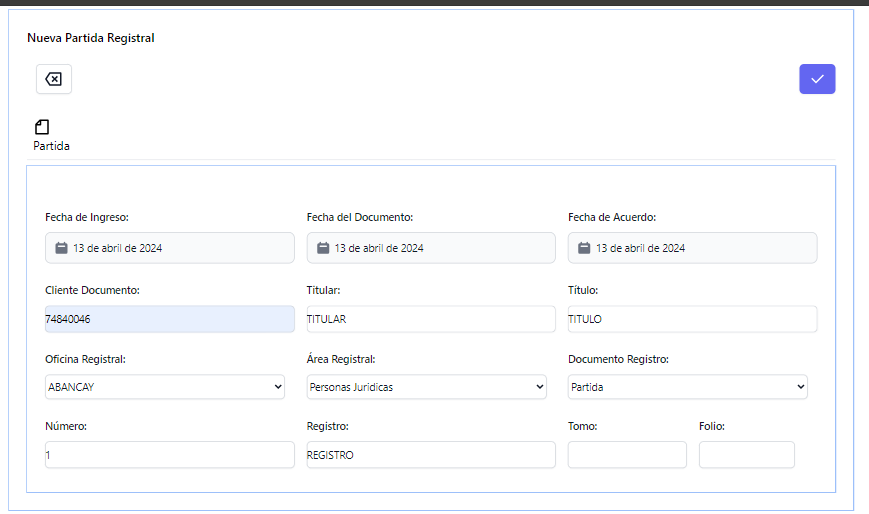 Nueva Partida Registral
Partida
Fecha de Ingreso: Fecha del Documento: Fecha de Acuerdo:
13 de abril de 2024 13 de abril de 2024 13 de abril de 2024
Cliente Documento: Titular: Título:
74840046 TITULAR TITULO
Oficina Registral: Área Registral: Documento Registro:
ABANCAY Personas Juridicas Partida
Número: Registro: Tomo: Folio:
1 REGISTRO